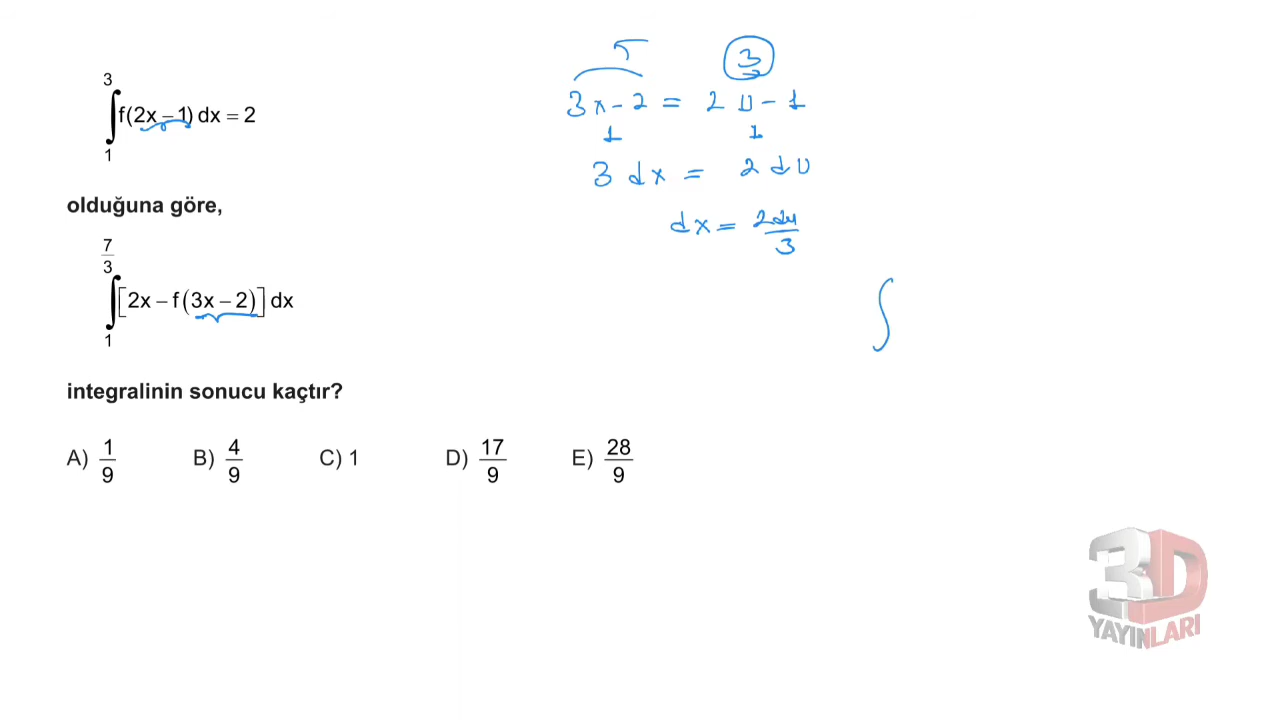 3
∫ f(2x – 1) dx = 2
1
olduğuna göre,
7/3
∫ [2x – f(3x – 2)] dx
1
integralinin sonucu kaçtır?
A) 1/9 B) 4/9 C) 1 D) 17/9 E) 28/9
5 3
3x - 2 = 2u - 1
1 1
3 dx = 2 du
dx = 2du/3
∫
3D
YAYINLARI